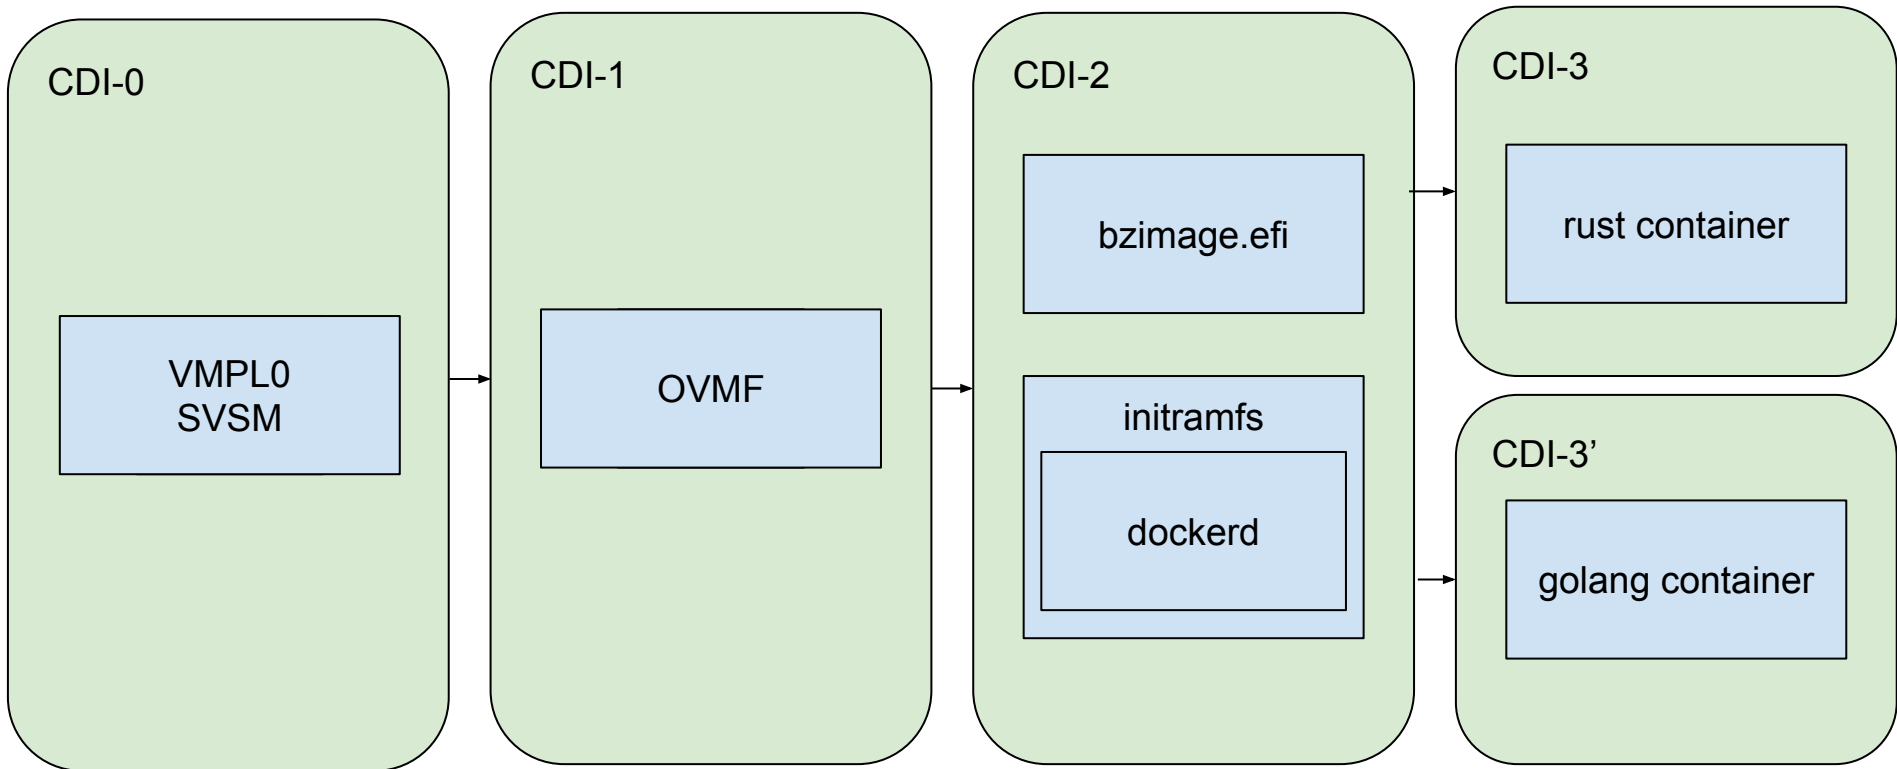 CDI-0
VMPL0
SVSM
CDI-1
OVMF
CDI-2
bzimage.efi
initramfs
dockerd
CDI-3
rust container
CDI-3’
golang container